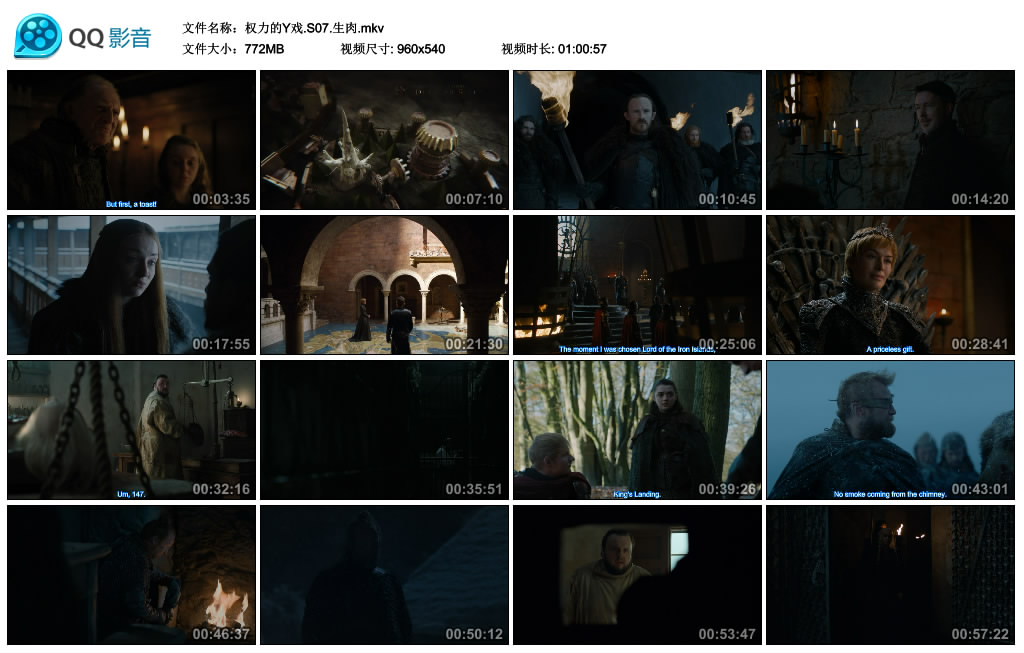 QQ 影音
文件名称: 权力的Y戏.S07.生肉.mkv
文件大小: 772MB 视频尺寸: 960x540 视频时长: 01:00:57
But first, a toast!
00:03:35
00:07:10
00:10:45
00:14:20
00:17:55
00:21:30
The moment I was chosen Lord of the Iron Islands,
00:25:06
A priceless gift.
00:28:41
Um, 147.
00:32:16
00:35:51
King's Landing.
00:39:26
No smoke coming from the chimney.
00:43:01
00:46:37
00:50:12
00:53:47
00:57:22